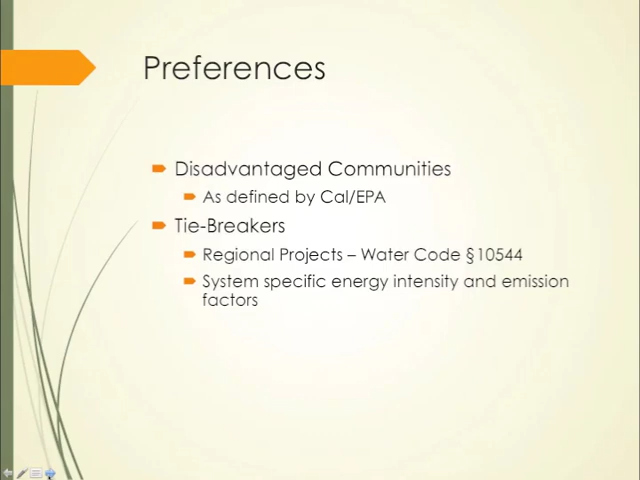 Preferences
Disadvantaged Communities
As defined by Cal/EPA
Tie-Breakers
Regional Projects – Water Code §10544
System specific energy intensity and emission
factors